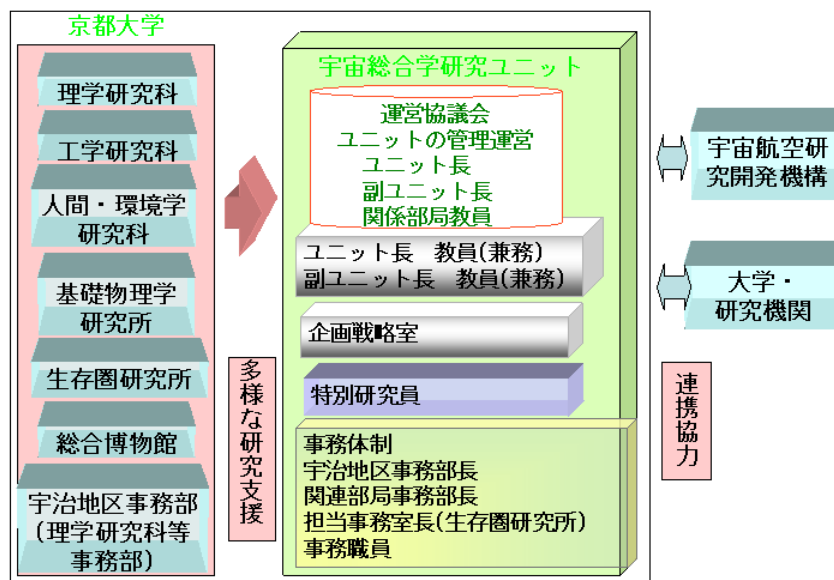 京都大学
理学研究科
工学研究科
人間・環境学
研究科
基礎物理学
研究所
生存圏研究所
総合博物館
宇治地区事務部
(理学研究科等
事務部)
多様な研究支援
宇宙総合学研究ユニット
運営協議会
ユニットの管理運営
ユニット長
副ユニット長
関係部局教員
ユニット長　教員(兼務)
副ユニット長　教員(兼務)
企画戦略室
特別研究員
事務体制
宇治地区事務部長
関連部局事務部長
担当事務室長(生存圏研究所)
事務職員
宇宙航空研
究開発機構
大学・
研究機関
連携協力